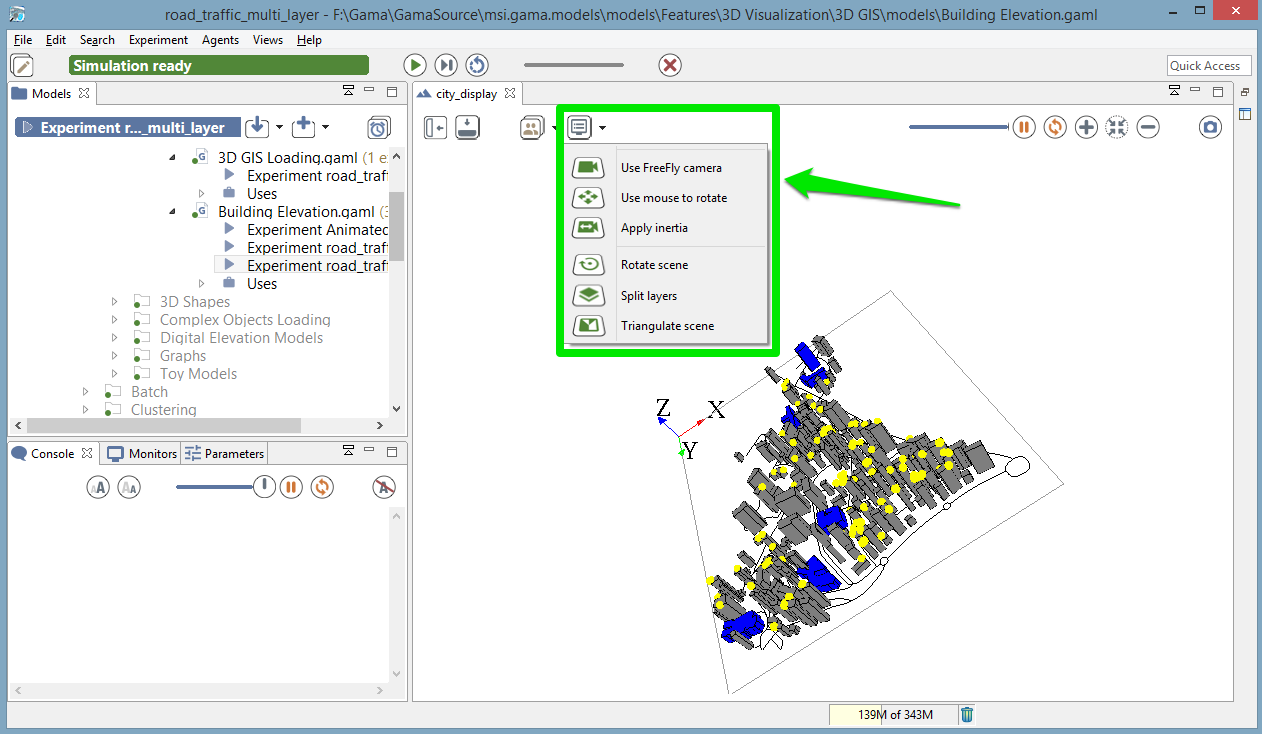 road_traffic_multi_layer - F:\Gama\GamaSource\msi.gama.models\models\Features\3D Visualization\3D GIS\models\Building Elevation.gaml
File Edit Search Experiment Agents Views Help
Simulation ready
Quick Access
Models
city_display
Experiment r..._multi_layer
3D GIS Loading.gaml (1 e
Experiment road_traf
Uses
Building Elevation.gaml (3
Experiment Animated
Experiment road_traf
Experiment road_traf
Uses
3D Shapes
Complex Objects Loading
Digital Elevation Models
Graphs
Toy Models
Batch
Clustering
Use FreeFly camera
Use mouse to rotate
Apply inertia
Rotate scene
Split layers
Triangulate scene
Z
X
Y
Console Monitors Parameters
139M of 343M